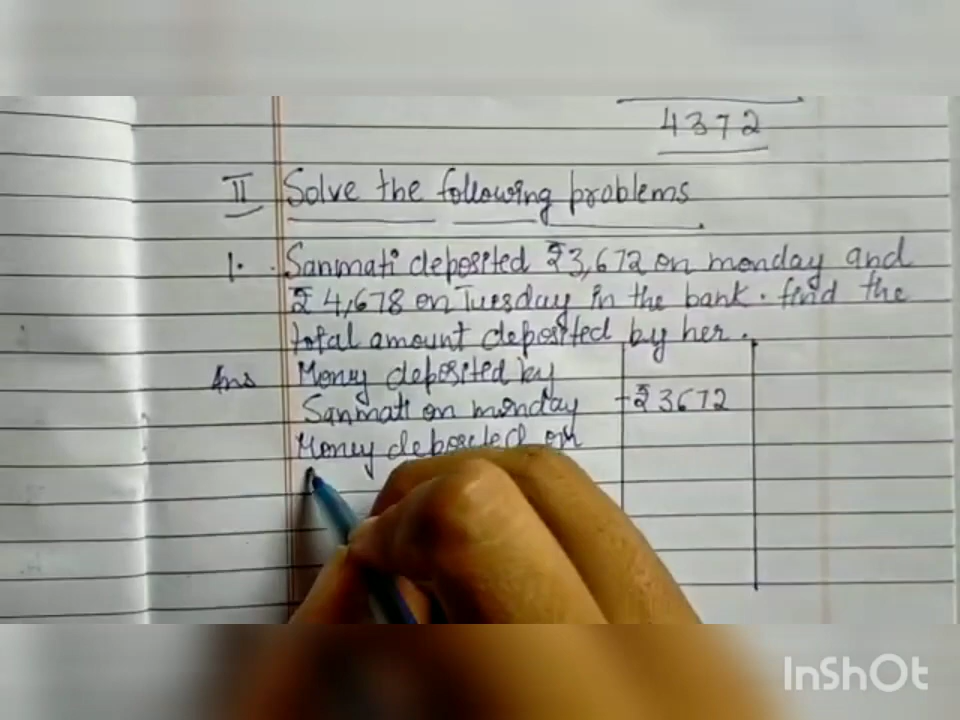 4372
II Solve the following problems
1. Sanmati deposited ₹3,672 on monday and
₹4,678 on Tuesday in the bank. find the
total amount deposited by her.
Ans Money deposited by
Sanmati on monday - ₹3672
Money deposited on
InShOt